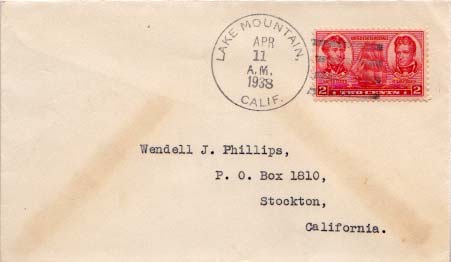 LAKE MOUNTAIN,
APR
11
A.M.
1938
CALIF.
2 TWO CENTS 2
Wendell J. Phillips,
P. O. Box 1810,
Stockton,
California.